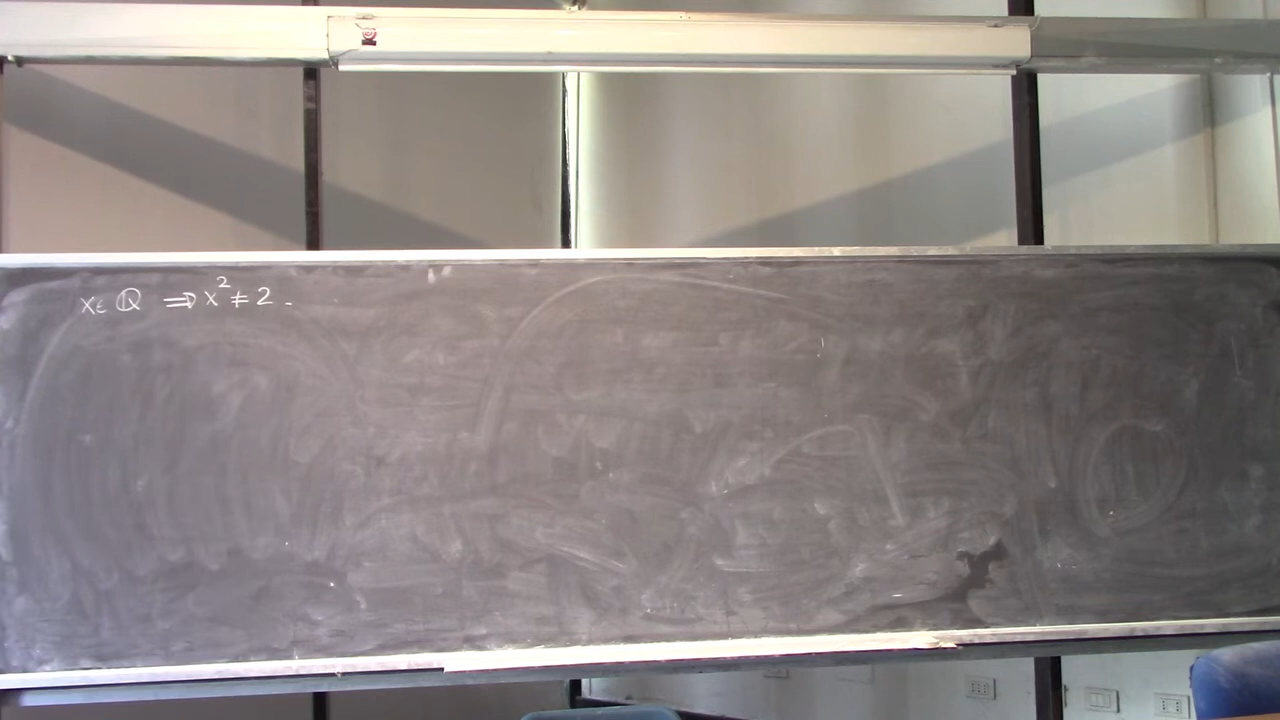 x ∈ ℚ ⇒ x² ≠ 2.